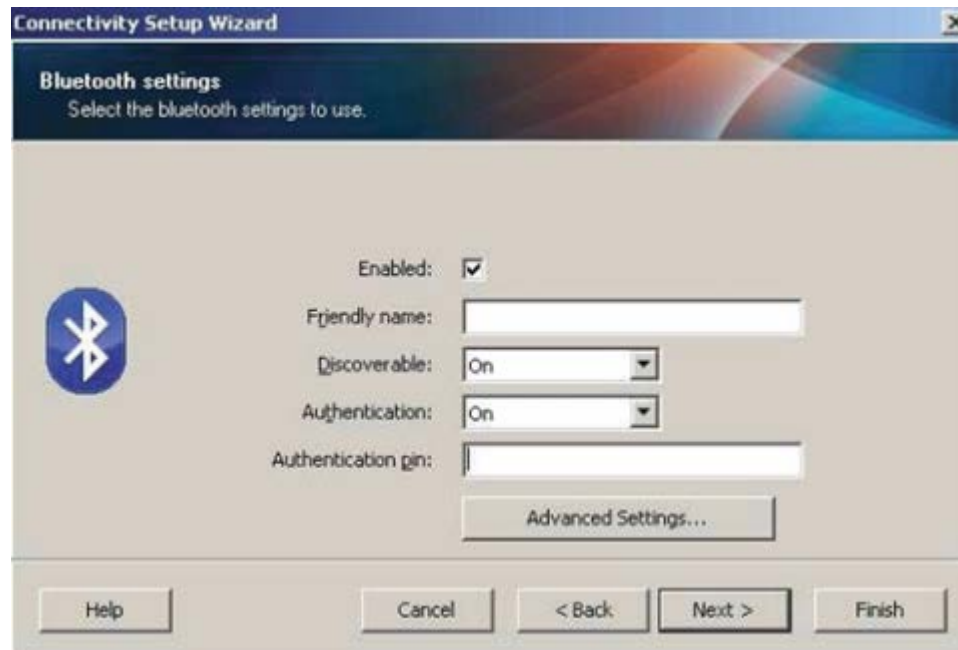 Connectivity Setup Wizard
Bluetooth settings
Select the bluetooth settings to use.
Enabled:
Friendly name:
Discoverable: On
Authentication: On
Authentication pin:
Advanced Settings...
Help Cancel < Back Next > Finish